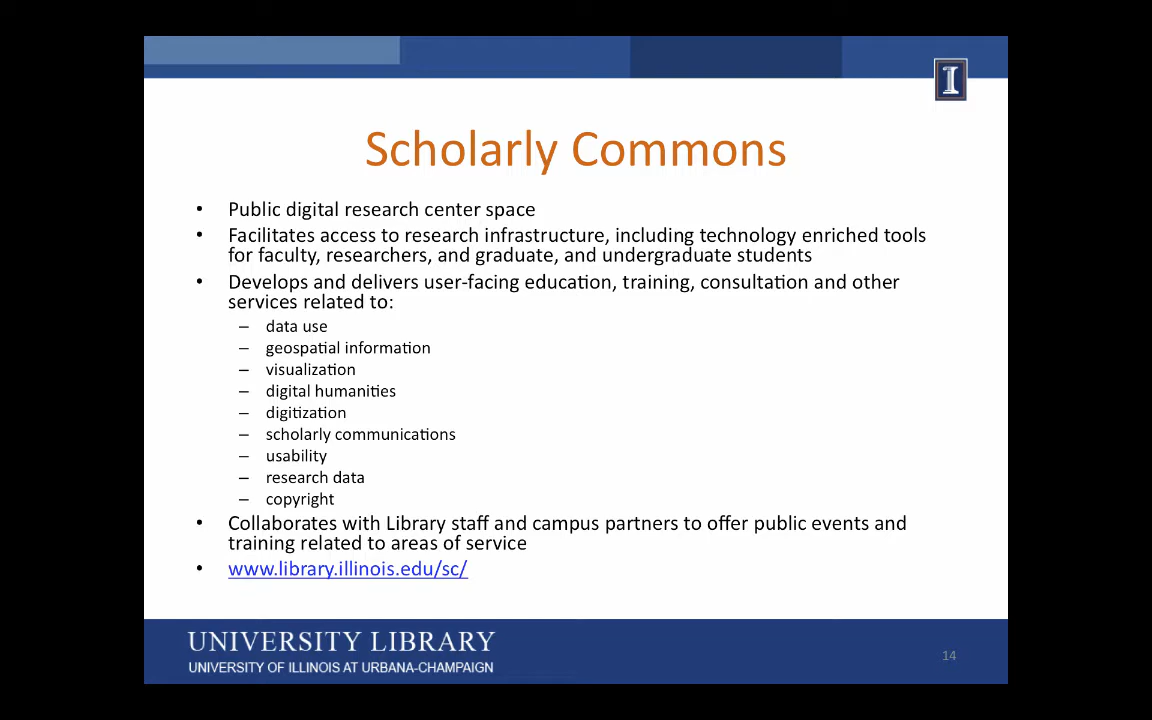 I
Scholarly Commons
• Public digital research center space
• Facilitates access to research infrastructure, including technology enriched tools
for faculty, researchers, and graduate, and undergraduate students
• Develops and delivers user-facing education, training, consultation and other
services related to:
– data use
– geospatial information
– visualization
– digital humanities
– digitization
– scholarly communications
– usability
– research data
– copyright
• Collaborates with Library staff and campus partners to offer public events and
training related to areas of service
• www.library.illinois.edu/sc/
UNIVERSITY LIBRARY
UNIVERSITY OF ILLINOIS AT URBANA-CHAMPAIGN
14